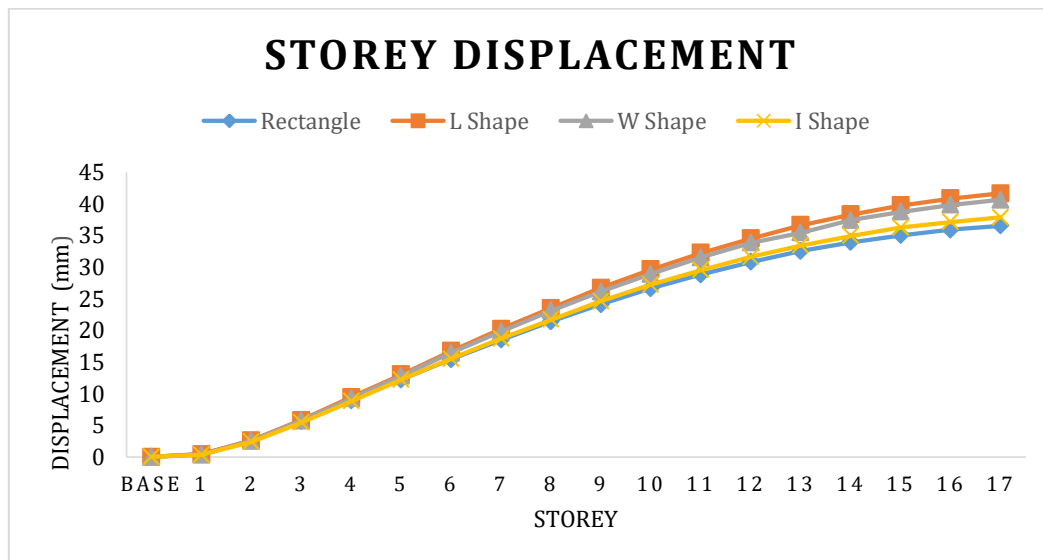 STOREY DISPLACEMENT
Rectangle L Shape W Shape I Shape
45
40
35
30
25
20
15
10
5
0
DISPLACEMENT (mm)
BASE 1 2 3 4 5 6 7 8 9 10 11 12 13 14 15 16 17
STOREY